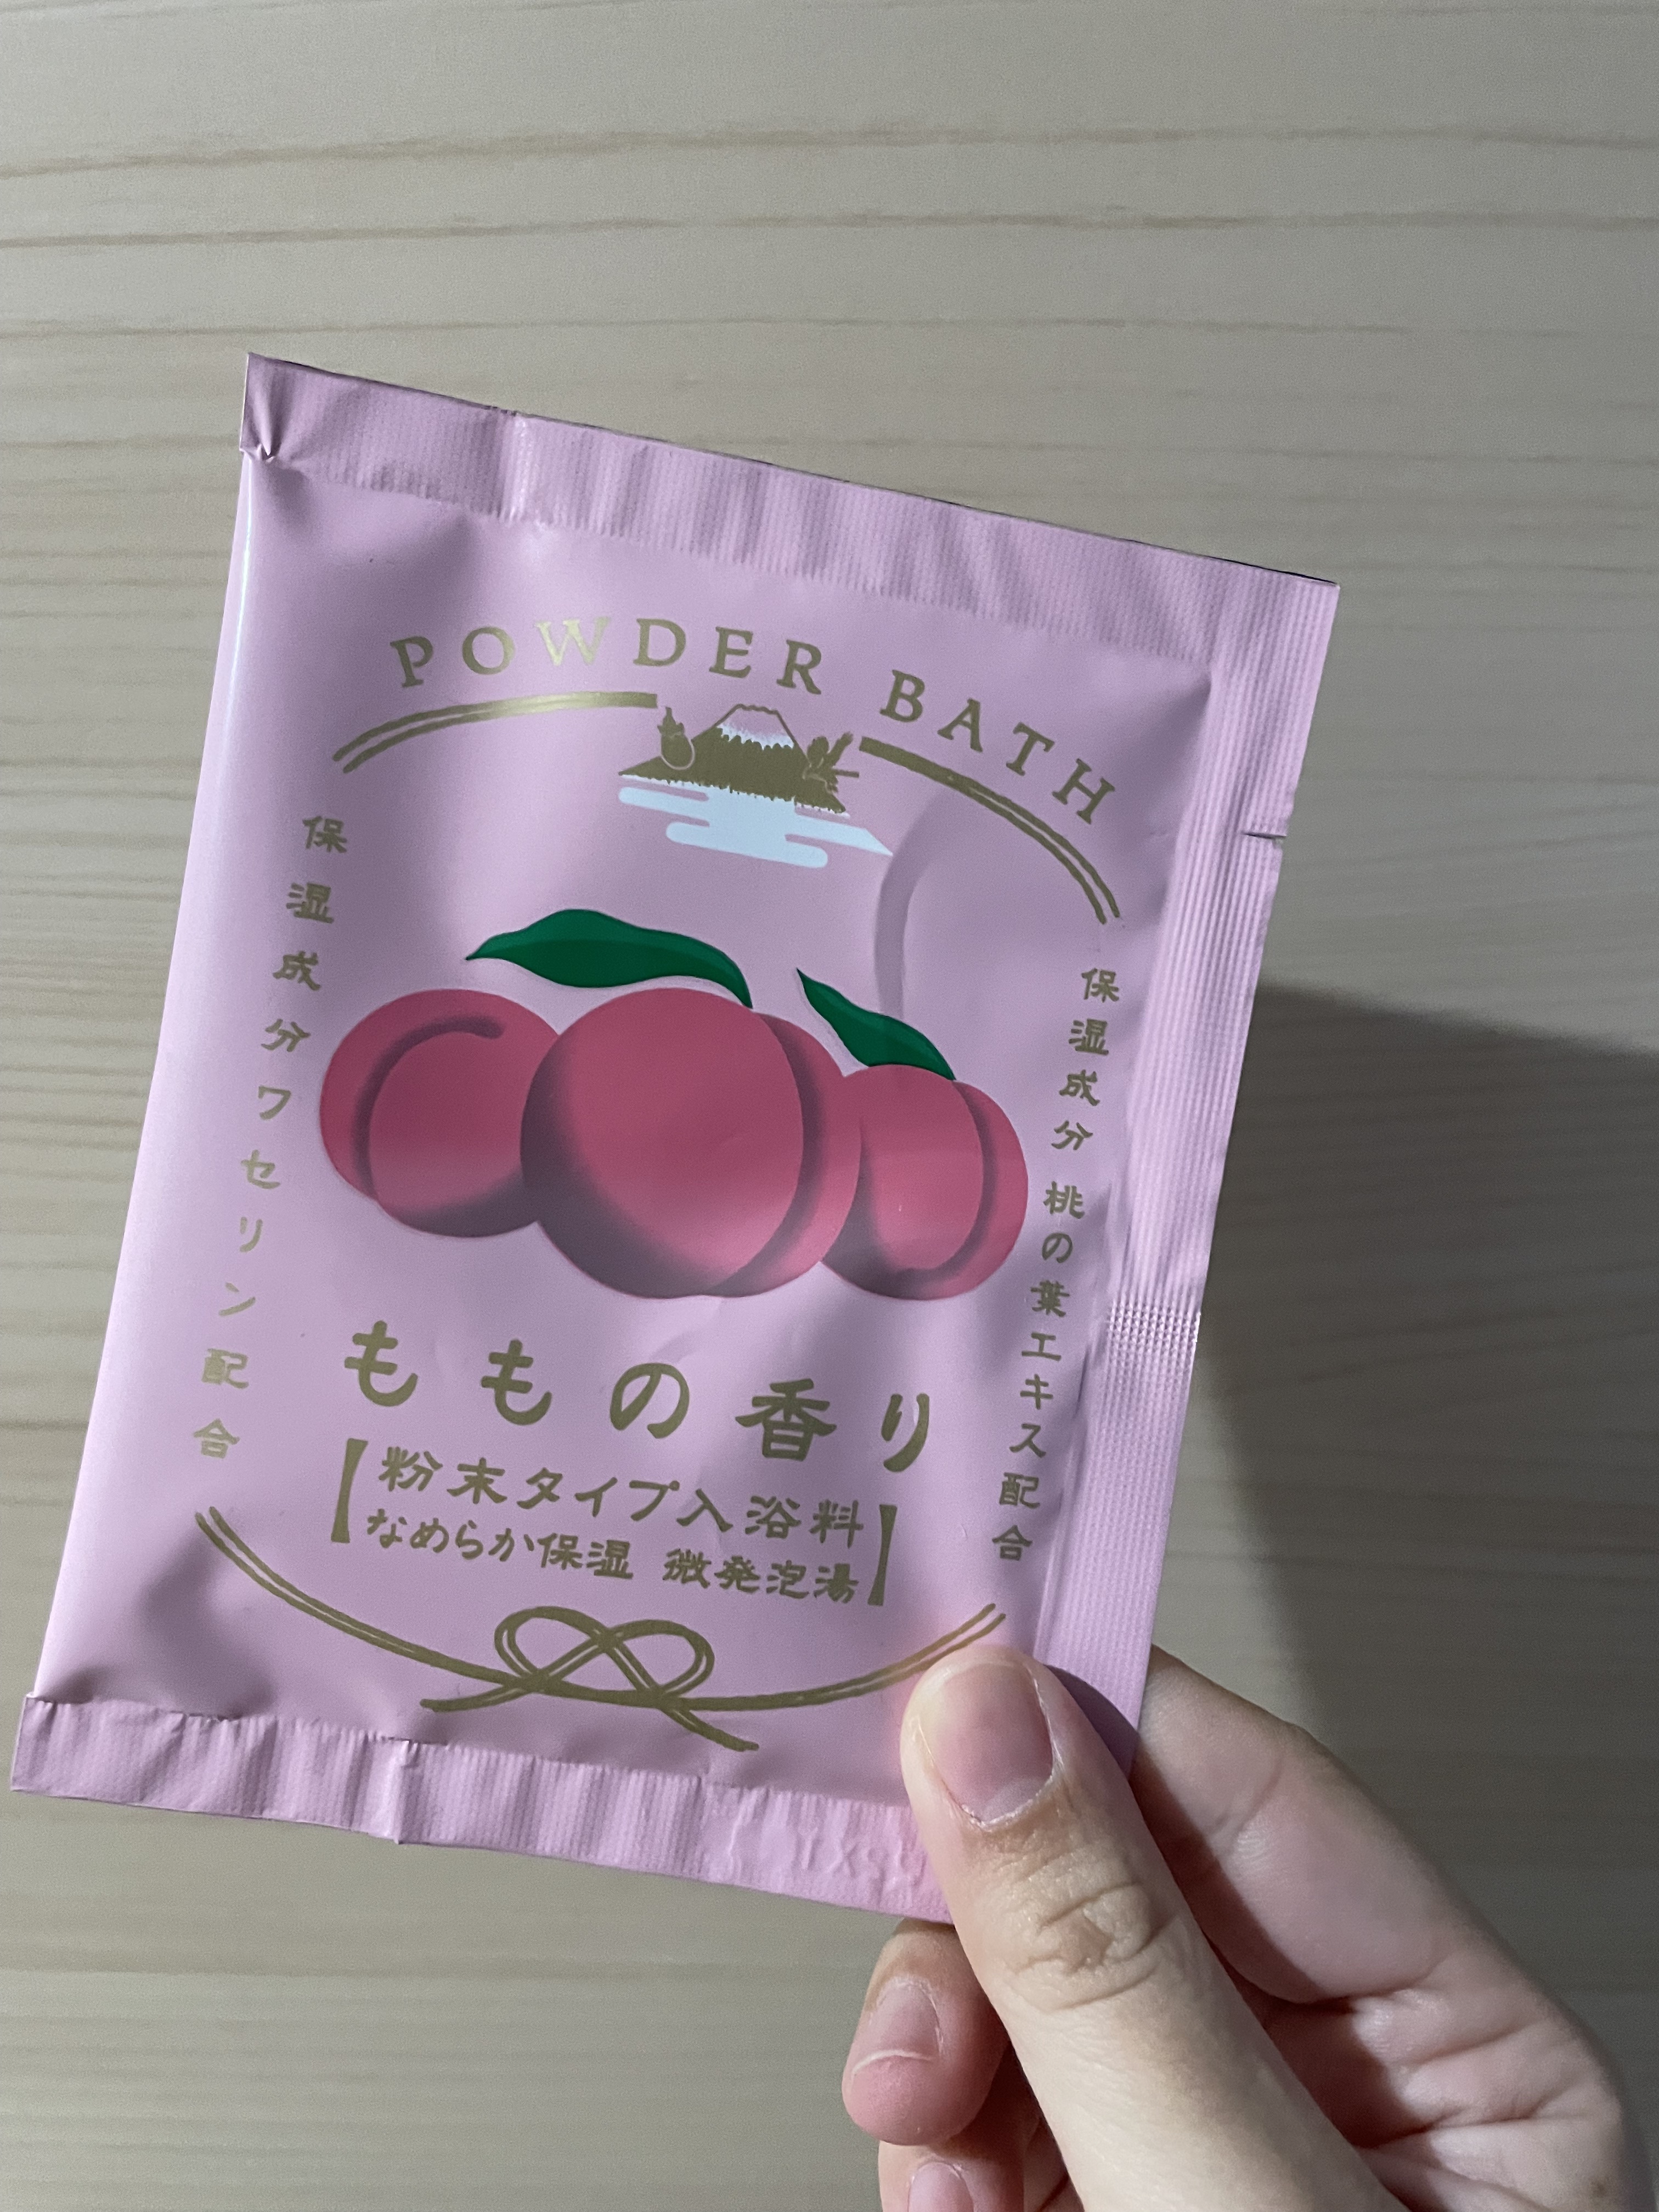 POWDER BATH
保湿成分ワセリン配合
保湿成分 桃の葉エキス配合
ももの香り
【粉末タイプ入浴料
なめらか保湿 微発泡湯】